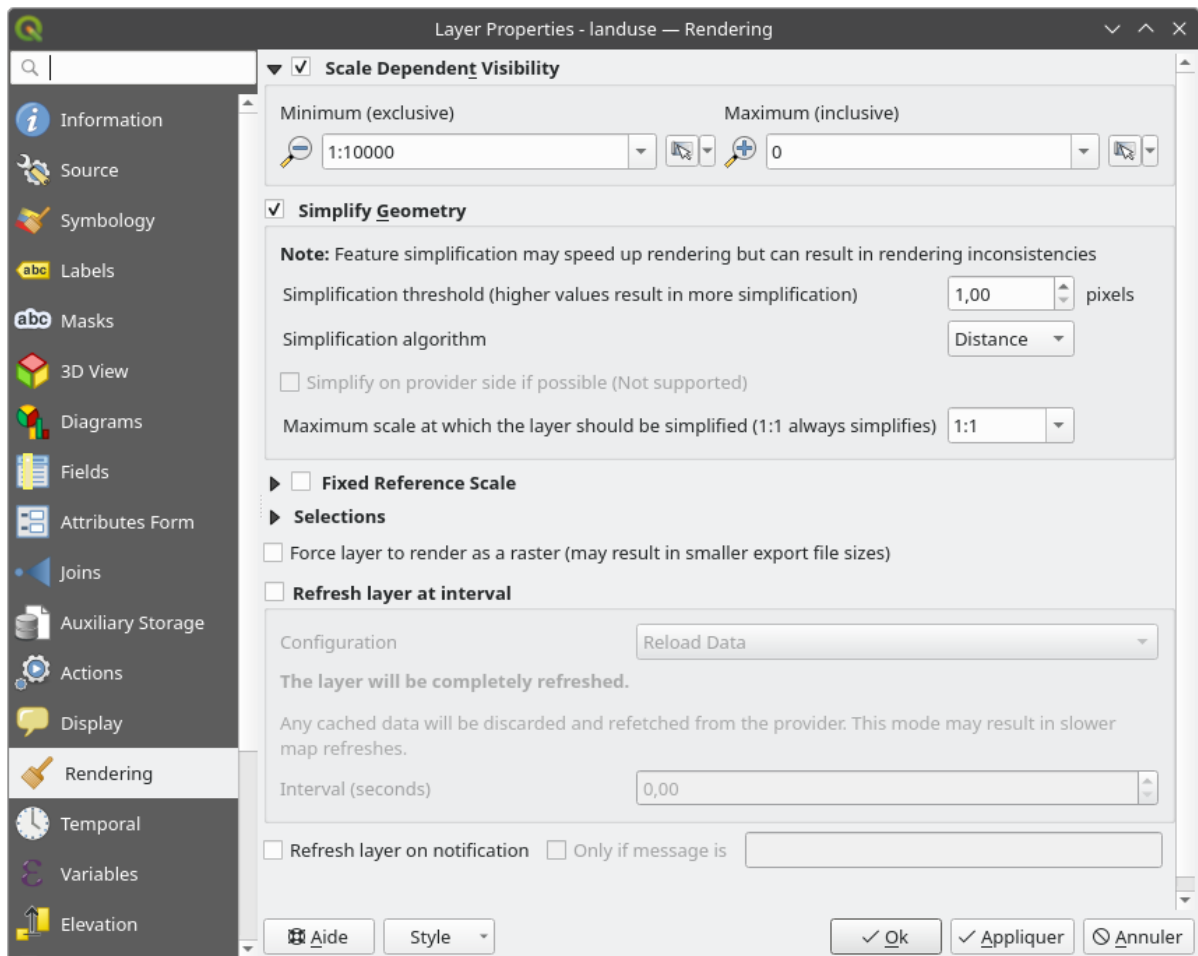 Layer Properties - landuse — Rendering
Information
Source
Symbology
abc Labels
abc Masks
3D View
Diagrams
Fields
Attributes Form
Joins
Auxiliary Storage
Actions
Display
Rendering
Temporal
Variables
Elevation
Scale Dependent Visibility
Minimum (exclusive) Maximum (inclusive)
1:10000 0
Simplify Geometry
Note: Feature simplification may speed up rendering but can result in rendering inconsistencies
Simplification threshold (higher values result in more simplification) 1,00 pixels
Simplification algorithm Distance
Simplify on provider side if possible (Not supported)
Maximum scale at which the layer should be simplified (1:1 always simplifies) 1:1
Fixed Reference Scale
Selections
Force layer to render as a raster (may result in smaller export file sizes)
Refresh layer at interval
Configuration Reload Data
The layer will be completely refreshed.
Any cached data will be discarded and refetched from the provider. This mode may result in slower
map refreshes.
Interval (seconds) 0,00
Refresh layer on notification Only if message is
Aide Style Ok Appliquer Annuler